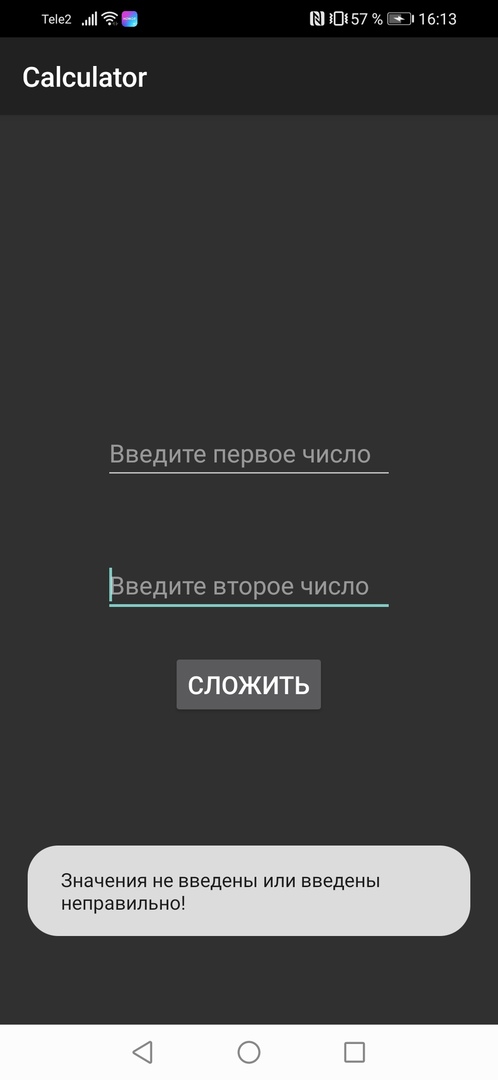 Tele2 57 % 16:13
Calculator
Введите первое число
Введите второе число
СЛОЖИТЬ
Значения не введены или введены
неправильно!